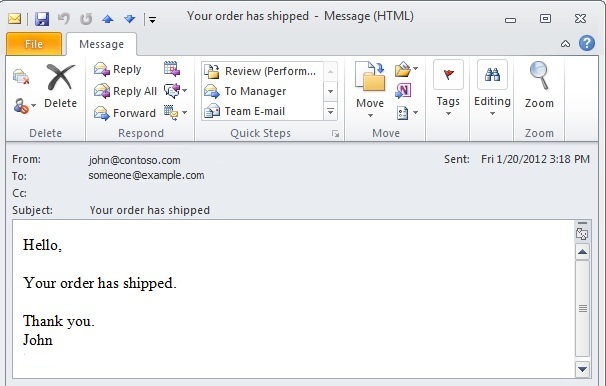 Your order has shipped - Message (HTML)
File Message
Delete
Delete
Reply
Reply All
Forward
Respond
Review (Perform...
To Manager
Team E-mail
Quick Steps
Move
Move
Tags
Editing
Zoom
Zoom
From: john@contoso.com Sent: Fri 1/20/2012 3:18 PM
To: someone@example.com
Cc:
Subject: Your order has shipped
Hello,
Your order has shipped.
Thank you.
John